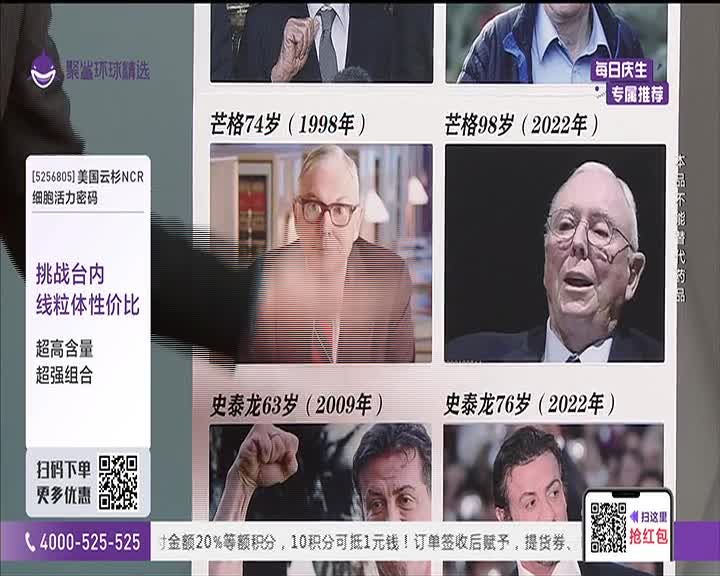 聚鲨环球精选
每日庆生
专属推荐
芒格74岁（1998年）
芒格98岁（2022年）
本品不能替代药品
[5256805]美国云杉NCR
细胞活力密码
挑战台内
线粒体性价比
超高含量
超强组合
史泰龙63岁（2009年）
史泰龙76岁（2022年）
扫码下单
更多优惠
扫这里
抢红包
4000-525-525
付金额20%等额积分，10积分可抵1元钱！订单签收后赋予，提货券、